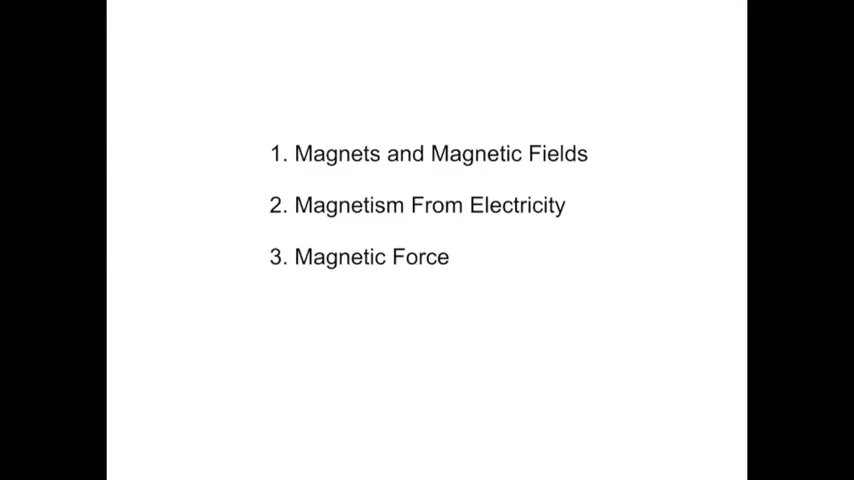 1. Magnets and Magnetic Fields
2. Magnetism From Electricity
3. Magnetic Force